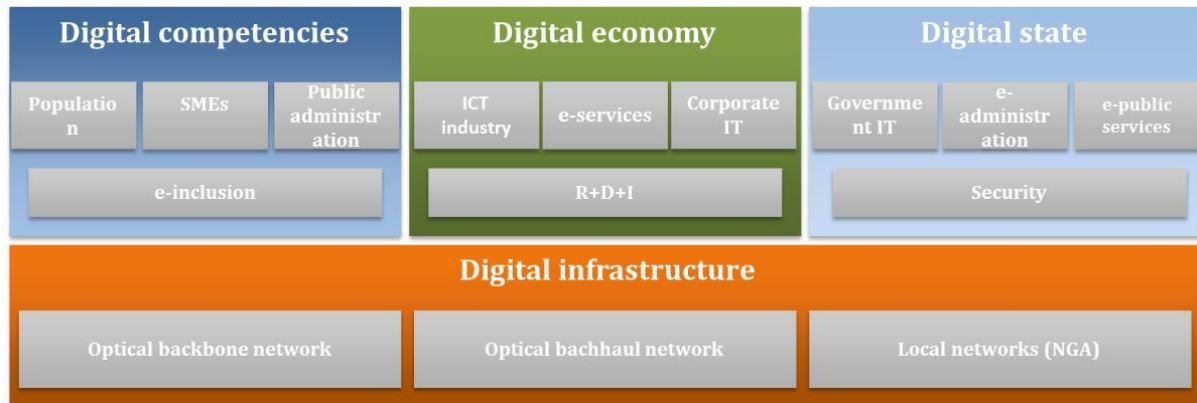 Digital competencies
Populatio
n
SMEs
Public
administr
ation
e-inclusion
Digital economy
ICT
industry
e-services
Corporate
IT
R+D+I
Digital state
Governme
nt IT
e-
administr
ation
e-public
services
Security
Digital infrastructure
Optical backbone network
Optical bachhaul network
Local networks (NGA)